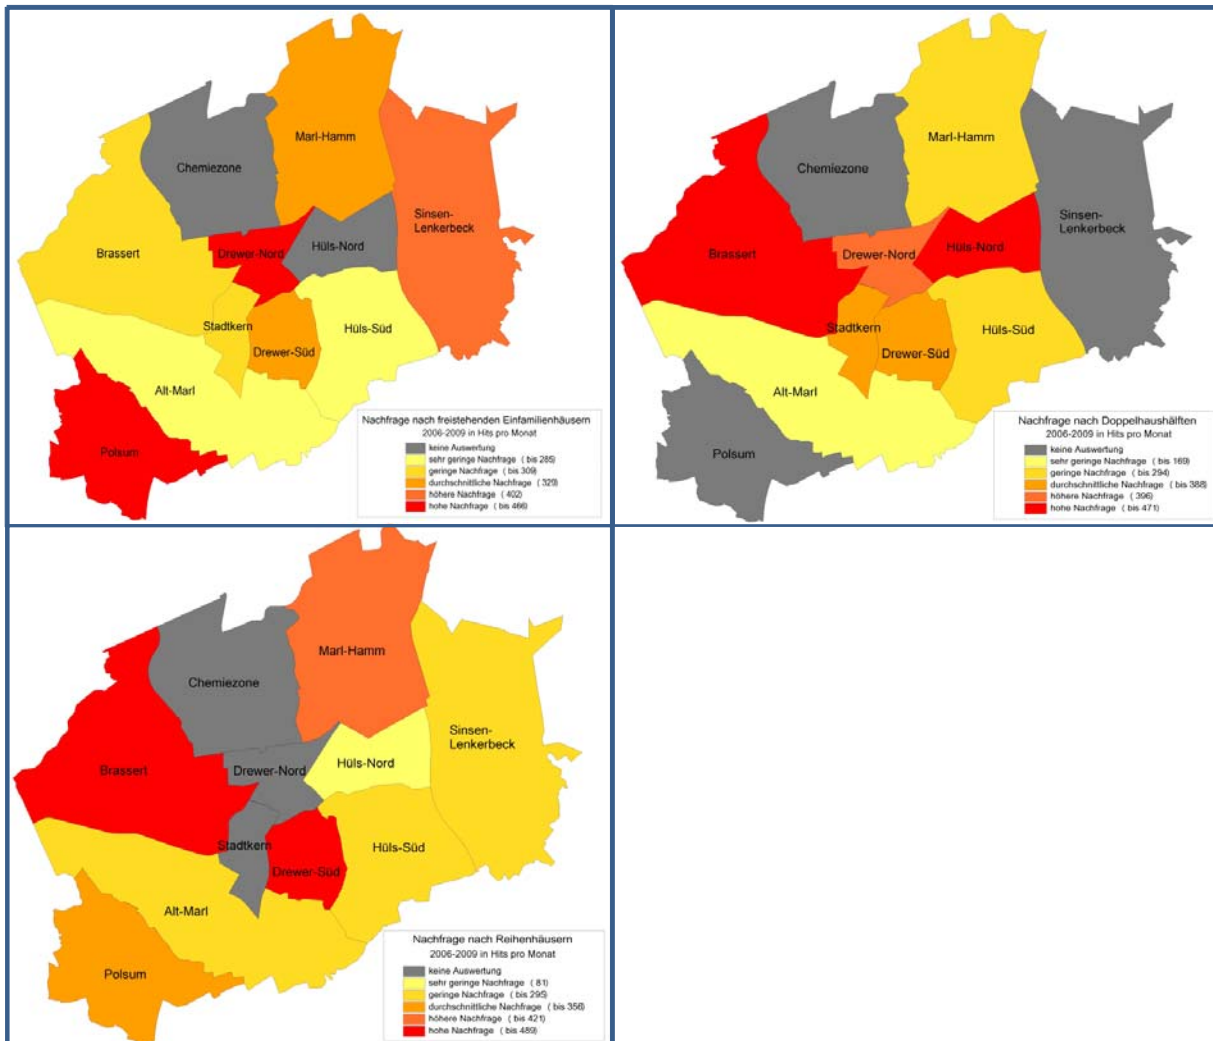 Marl-Hamm
Chemiezone
Sinsen-
Lenkerbeck
Drewer-Nord
Hüls-Nord
Brassert
Stadtkern
Hüls-Süd
Drewer-Süd
Alt-Marl
Polsum
Nachfrage nach freistehenden Einfamilienhäusern
2006-2009 in Hits pro Monat
keine Auswertung
sehr geringe Nachfrage ( bis 285)
geringe Nachfrage ( bis 309)
durchschnittliche Nachfrage ( 329)
höhere Nachfrage ( 402)
hohe Nachfrage ( bis 466)
Marl-Hamm
Chemiezone
Sinsen-
Lenkerbeck
Brassert
Drewer-Nord
Hüls-Nord
Stadtkern
Hüls-Süd
Drewer-Süd
Alt-Marl
Polsum
Nachfrage nach Doppelhaushälften
2006-2009 in Hits pro Monat
keine Auswertung
sehr geringe Nachfrage ( bis 169)
geringe Nachfrage ( bis 294)
durchschnittliche Nachfrage ( bis 388)
höhere Nachfrage ( 396)
hohe Nachfrage ( bis 471)
Marl-Hamm
Chemiezone
Sinsen-
Lenkerbeck
Brassert
Drewer-Nord
Hüls-Nord
Stadtkern
Hüls-Süd
Drewer-Süd
Alt-Marl
Polsum
Nachfrage nach Reihenhäusern
2006-2009 in Hits pro Monat
keine Auswertung
sehr geringe Nachfrage ( 81)
geringe Nachfrage ( bis 295)
durchschnittliche Nachfrage ( bis 356)
höhere Nachfrage ( bis 421)
hohe Nachfrage ( bis 489)